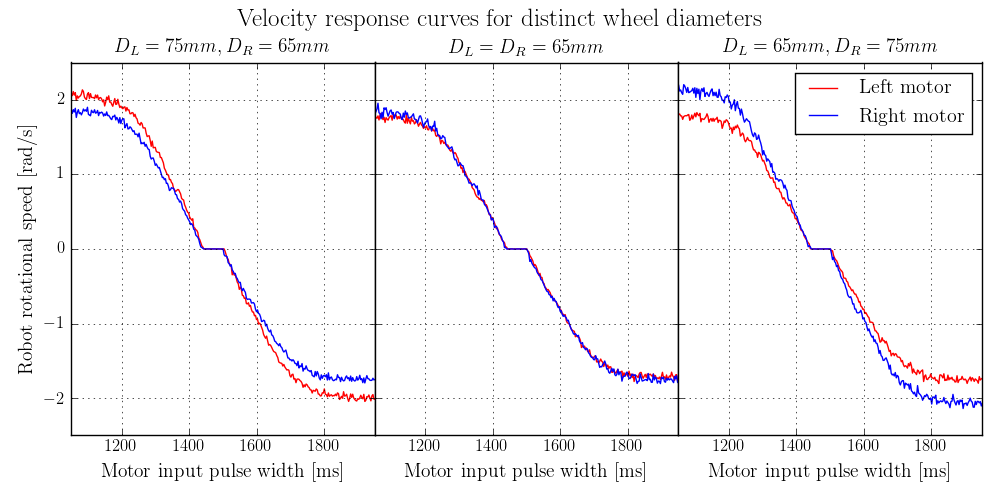 Velocity response curves for distinct wheel diameters
D_L = 75mm, D_R = 65mm
D_L = D_R = 65mm
D_L = 65mm, D_R = 75mm
Left motor
Right motor
Robot rotational speed [rad/s]
2
1
0
−1
−2
1200 1400 1600 1800
1200 1400 1600 1800
1200 1400 1600 1800
Motor input pulse width [ms]
Motor input pulse width [ms]
Motor input pulse width [ms]